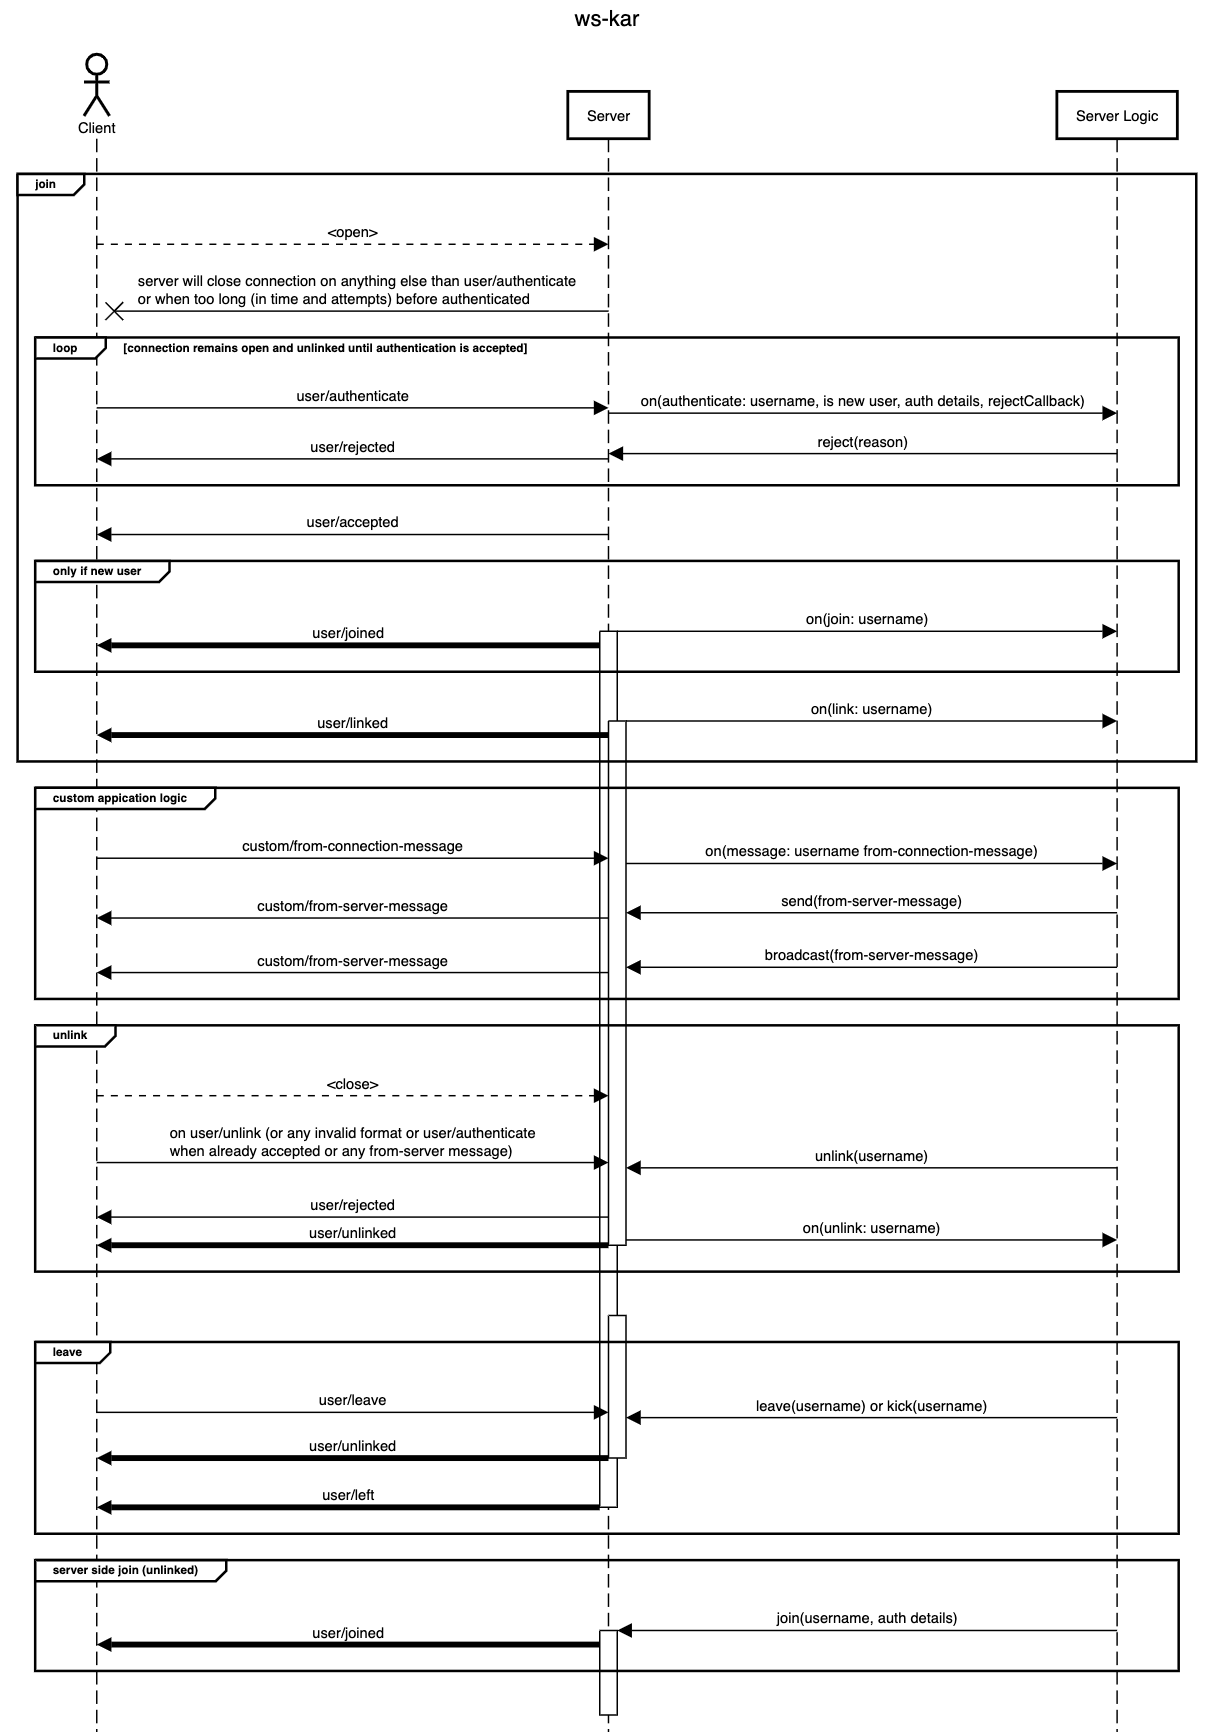 ws-kar
Client
Server
Server Logic
join
<open>
server will close connection on anything else than user/authenticate
or when too long (in time and attempts) before authenticated
loop
[connection remains open and unlinked until authentication is accepted]
user/authenticate
on(authenticate: username, is new user, auth details, rejectCallback)
reject(reason)
user/rejected
user/accepted
only if new user
on(join: username)
user/joined
on(link: username)
user/linked
custom appication logic
custom/from-connection-message
on(message: username from-connection-message)
send(from-server-message)
custom/from-server-message
broadcast(from-server-message)
custom/from-server-message
unlink
<close>
on user/unlink (or any invalid format or user/authenticate
when already accepted or any from-server message)
unlink(username)
user/rejected
on(unlink: username)
user/unlinked
leave
user/leave
leave(username) or kick(username)
user/unlinked
user/left
server side join (unlinked)
join(username, auth details)
user/joined